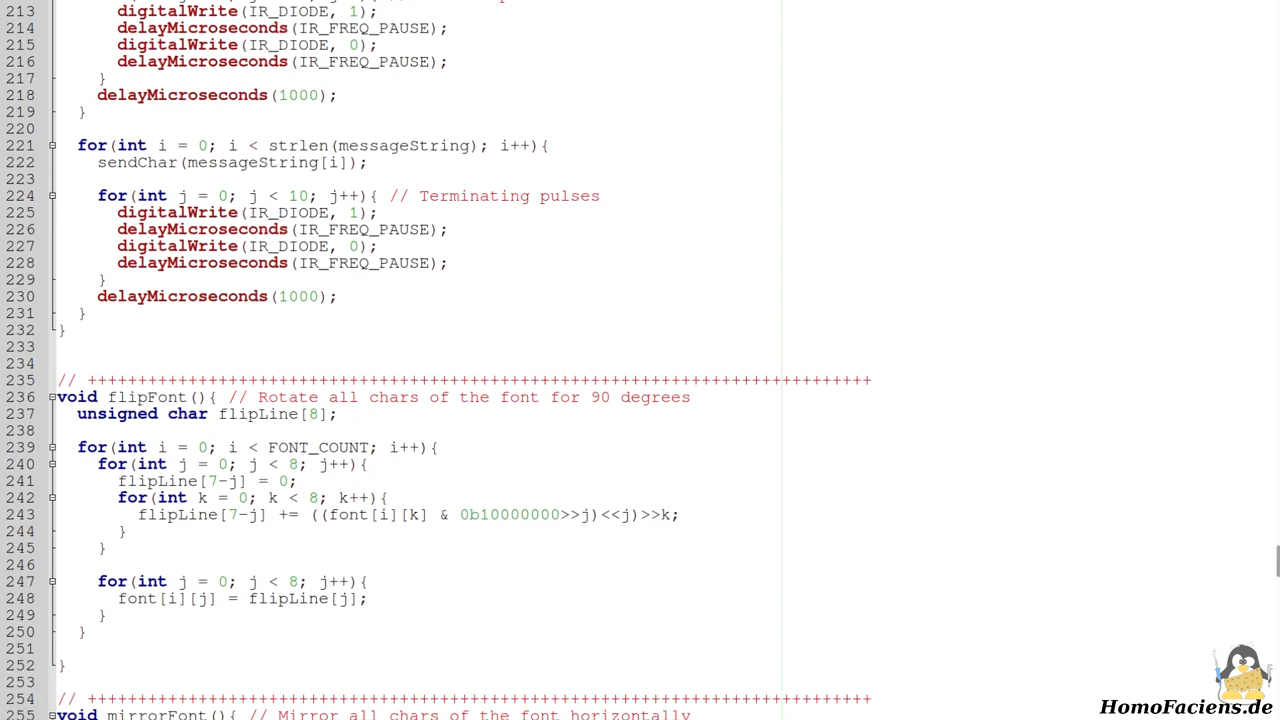 213 digitalWrite(IR_DIODE, 1);
214 delayMicroseconds(IR_FREQ_PAUSE);
215 digitalWrite(IR_DIODE, 0);
216 delayMicroseconds(IR_FREQ_PAUSE);
217 }
218 delayMicroseconds(1000);
219 }
220
221 for(int i = 0; i < strlen(messageString); i++){
222 sendChar(messageString[i]);
223
224 for(int j = 0; j < 10; j++){ // Terminating pulses
225 digitalWrite(IR_DIODE, 1);
226 delayMicroseconds(IR_FREQ_PAUSE);
227 digitalWrite(IR_DIODE, 0);
228 delayMicroseconds(IR_FREQ_PAUSE);
229 }
230 delayMicroseconds(1000);
231 }
232 }
233
234
235 // ++++++++++++++++++++++++++++++++++++++++++++++++++++++++++++++++++++++++++++++
236 void flipFont(){ // Rotate all chars of the font for 90 degrees
237 unsigned char flipLine[8];
238
239 for(int i = 0; i < FONT_COUNT; i++){
240 for(int j = 0; j < 8; j++){
241 flipLine[7-j] = 0;
242 for(int k = 0; k < 8; k++){
243 flipLine[7-j] += ((font[i][k] & 0b10000000>>j)<<j)>>k;
244 }
245 }
246
247 for(int j = 0; j < 8; j++){
248 font[i][j] = flipLine[j];
249 }
250 }
251
252 }
253
254 // ++++++++++++++++++++++++++++++++++++++++++++++++++++++++++++++++++++++++++++++
255 void mirrorFont(){ // Mirror all chars of the font horizontally
HomoFaciens.de